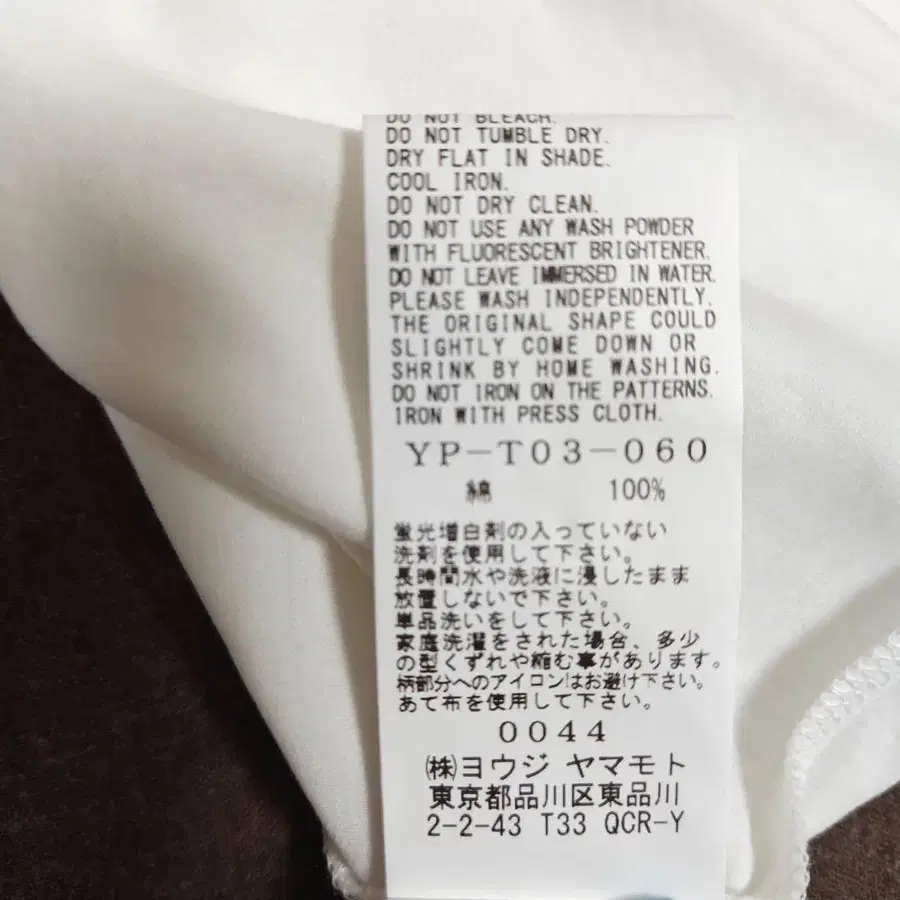 DO NOT BLEACH.
DO NOT TUMBLE DRY.
DRY FLAT IN SHADE.
COOL IRON.
DO NOT DRY CLEAN.
DO NOT USE ANY WASH POWDER
WITH FLUORESCENT BRIGHTENER.
DO NOT LEAVE IMMERSED IN WATER.
PLEASE WASH INDEPENDENTLY.
THE ORIGINAL SHAPE COULD
SLIGHTLY COME DOWN OR
SHRINK BY HOME WASHING.
DO NOT IRON ON THE PATTERNS.
IRON WITH PRESS CLOTH.
YP-T03-060
綿 100%
蛍光増白剤の入っていない
洗剤を使用して下さい。
長時間水や洗液に浸したまま
放置しないで下さい。
単品洗いをして下さい。
家庭洗濯をされた場合、多少
の型くずれや縮む事があります。
柄部分へのアイロンはお避け下さい。
あて布を使用して下さい。
0044
㈱ヨウジ ヤマモト
東京都品川区東品川
2-2-43 T33 QCR-Y